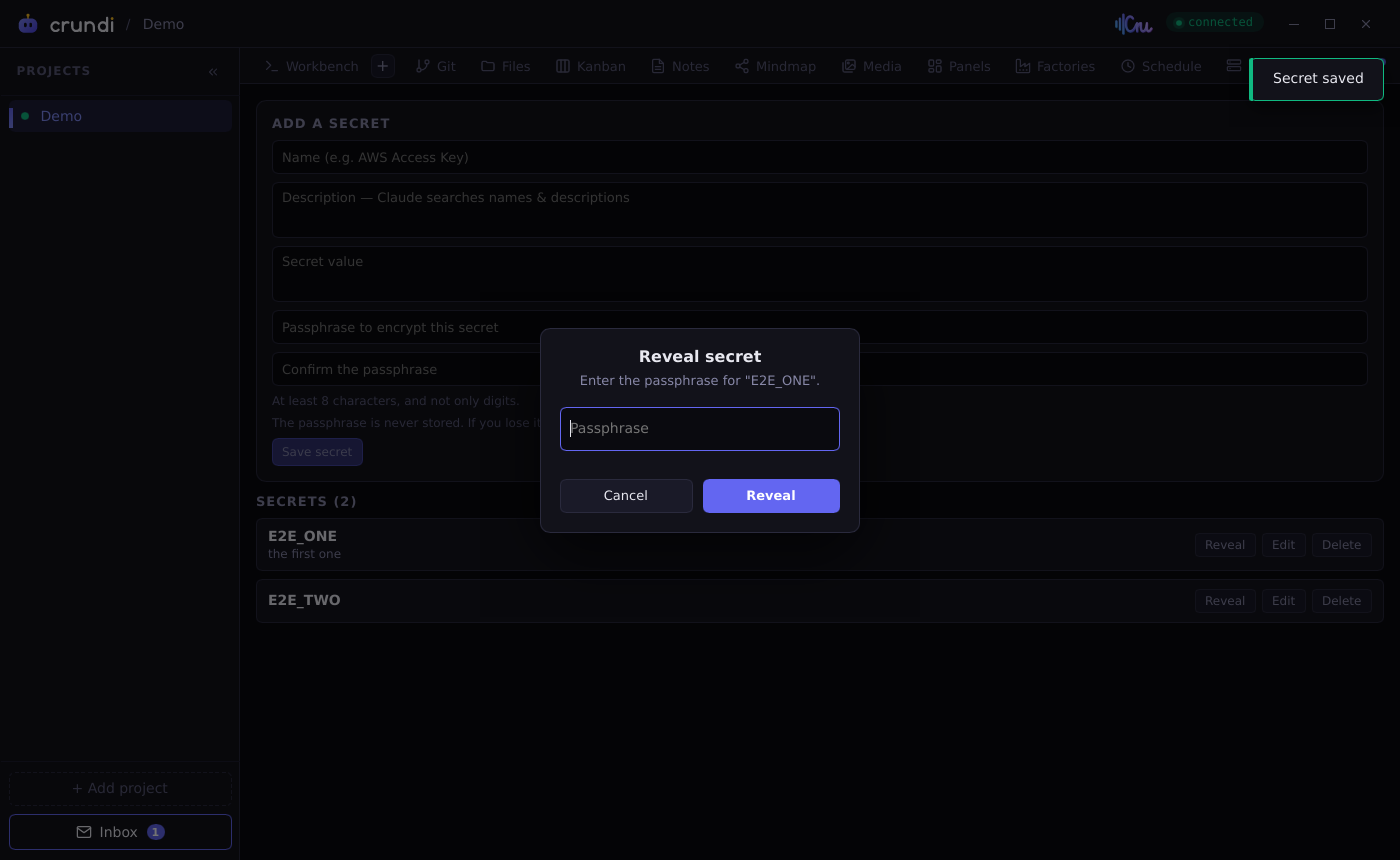 crundi / Demo
Cru
connected
PROJECTS
Demo
Workbench + Git Files Kanban Notes Mindmap Media Panels Factories Schedule
Secret saved
ADD A SECRET
Name (e.g. AWS Access Key)
Description — Claude searches names & descriptions
Secret value
Passphrase to encrypt this secret
Confirm the passphrase
At least 8 characters, and not only digits.
The passphrase is never stored. If you lose it
Save secret
Reveal secret
Enter the passphrase for "E2E_ONE".
Passphrase
Cancel Reveal
SECRETS (2)
E2E_ONE
the first one
Reveal Edit Delete
E2E_TWO
Reveal Edit Delete
+ Add project
Inbox 1